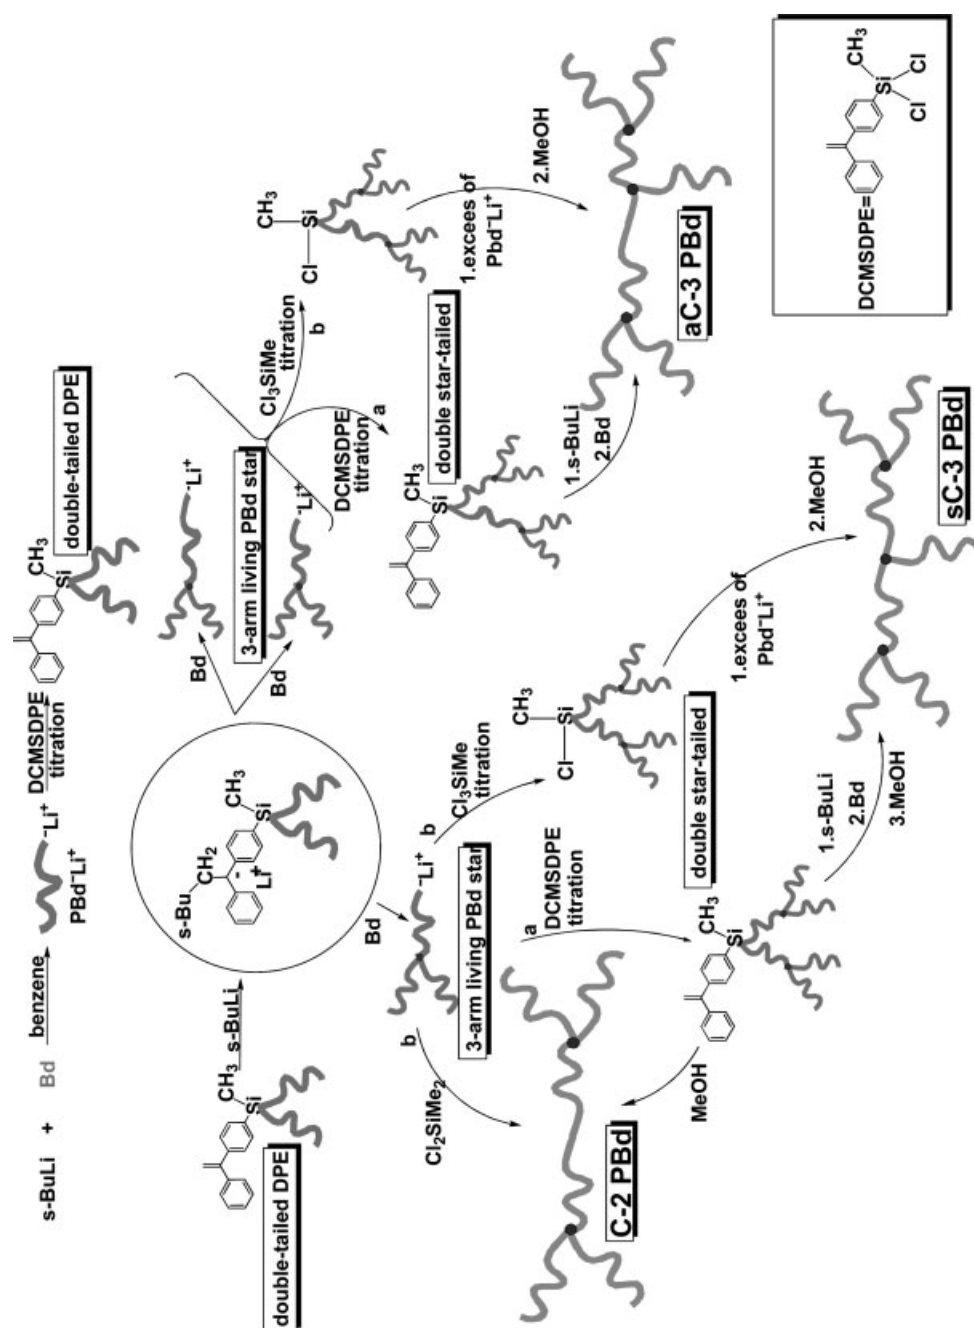 s-BuLi + Bd
benzene
PBd⁻Li⁺
-Li⁺
DCMSDPE
titration
CH₃
Si
double-tailed DPE
CH₃
Si
double-tailed DPE
s-BuLi
s-Bu
CH₂
-
Li⁺
CH₃
Si
Bd
Bd
-Li⁺
-Li⁺
3-arm living PBd star
Cl₃SiMe
titration
b
DCMSDPE
titration
a
CH₃
Si
Cl
CH₃
Si
double star-tailed
1.excees of
Pbd⁻Li⁺
2.MeOH
1.s-BuLi
2.Bd
aC-3 PBd
Bd
-Li⁺
3-arm living PBd star
b
Cl₂SiMe₂
C-2 PBd
b
Cl₃SiMe
titration
a
DCMSDPE
titration
CH₃
Si
Cl
double star-tailed
CH₃
Si
MeOH
1.excees of
Pbd⁻Li⁺
2.MeOH
1.s-BuLi
2.Bd
3.MeOH
sC-3 PBd
DCMSDPE=
CH₃
Si
Cl
Cl